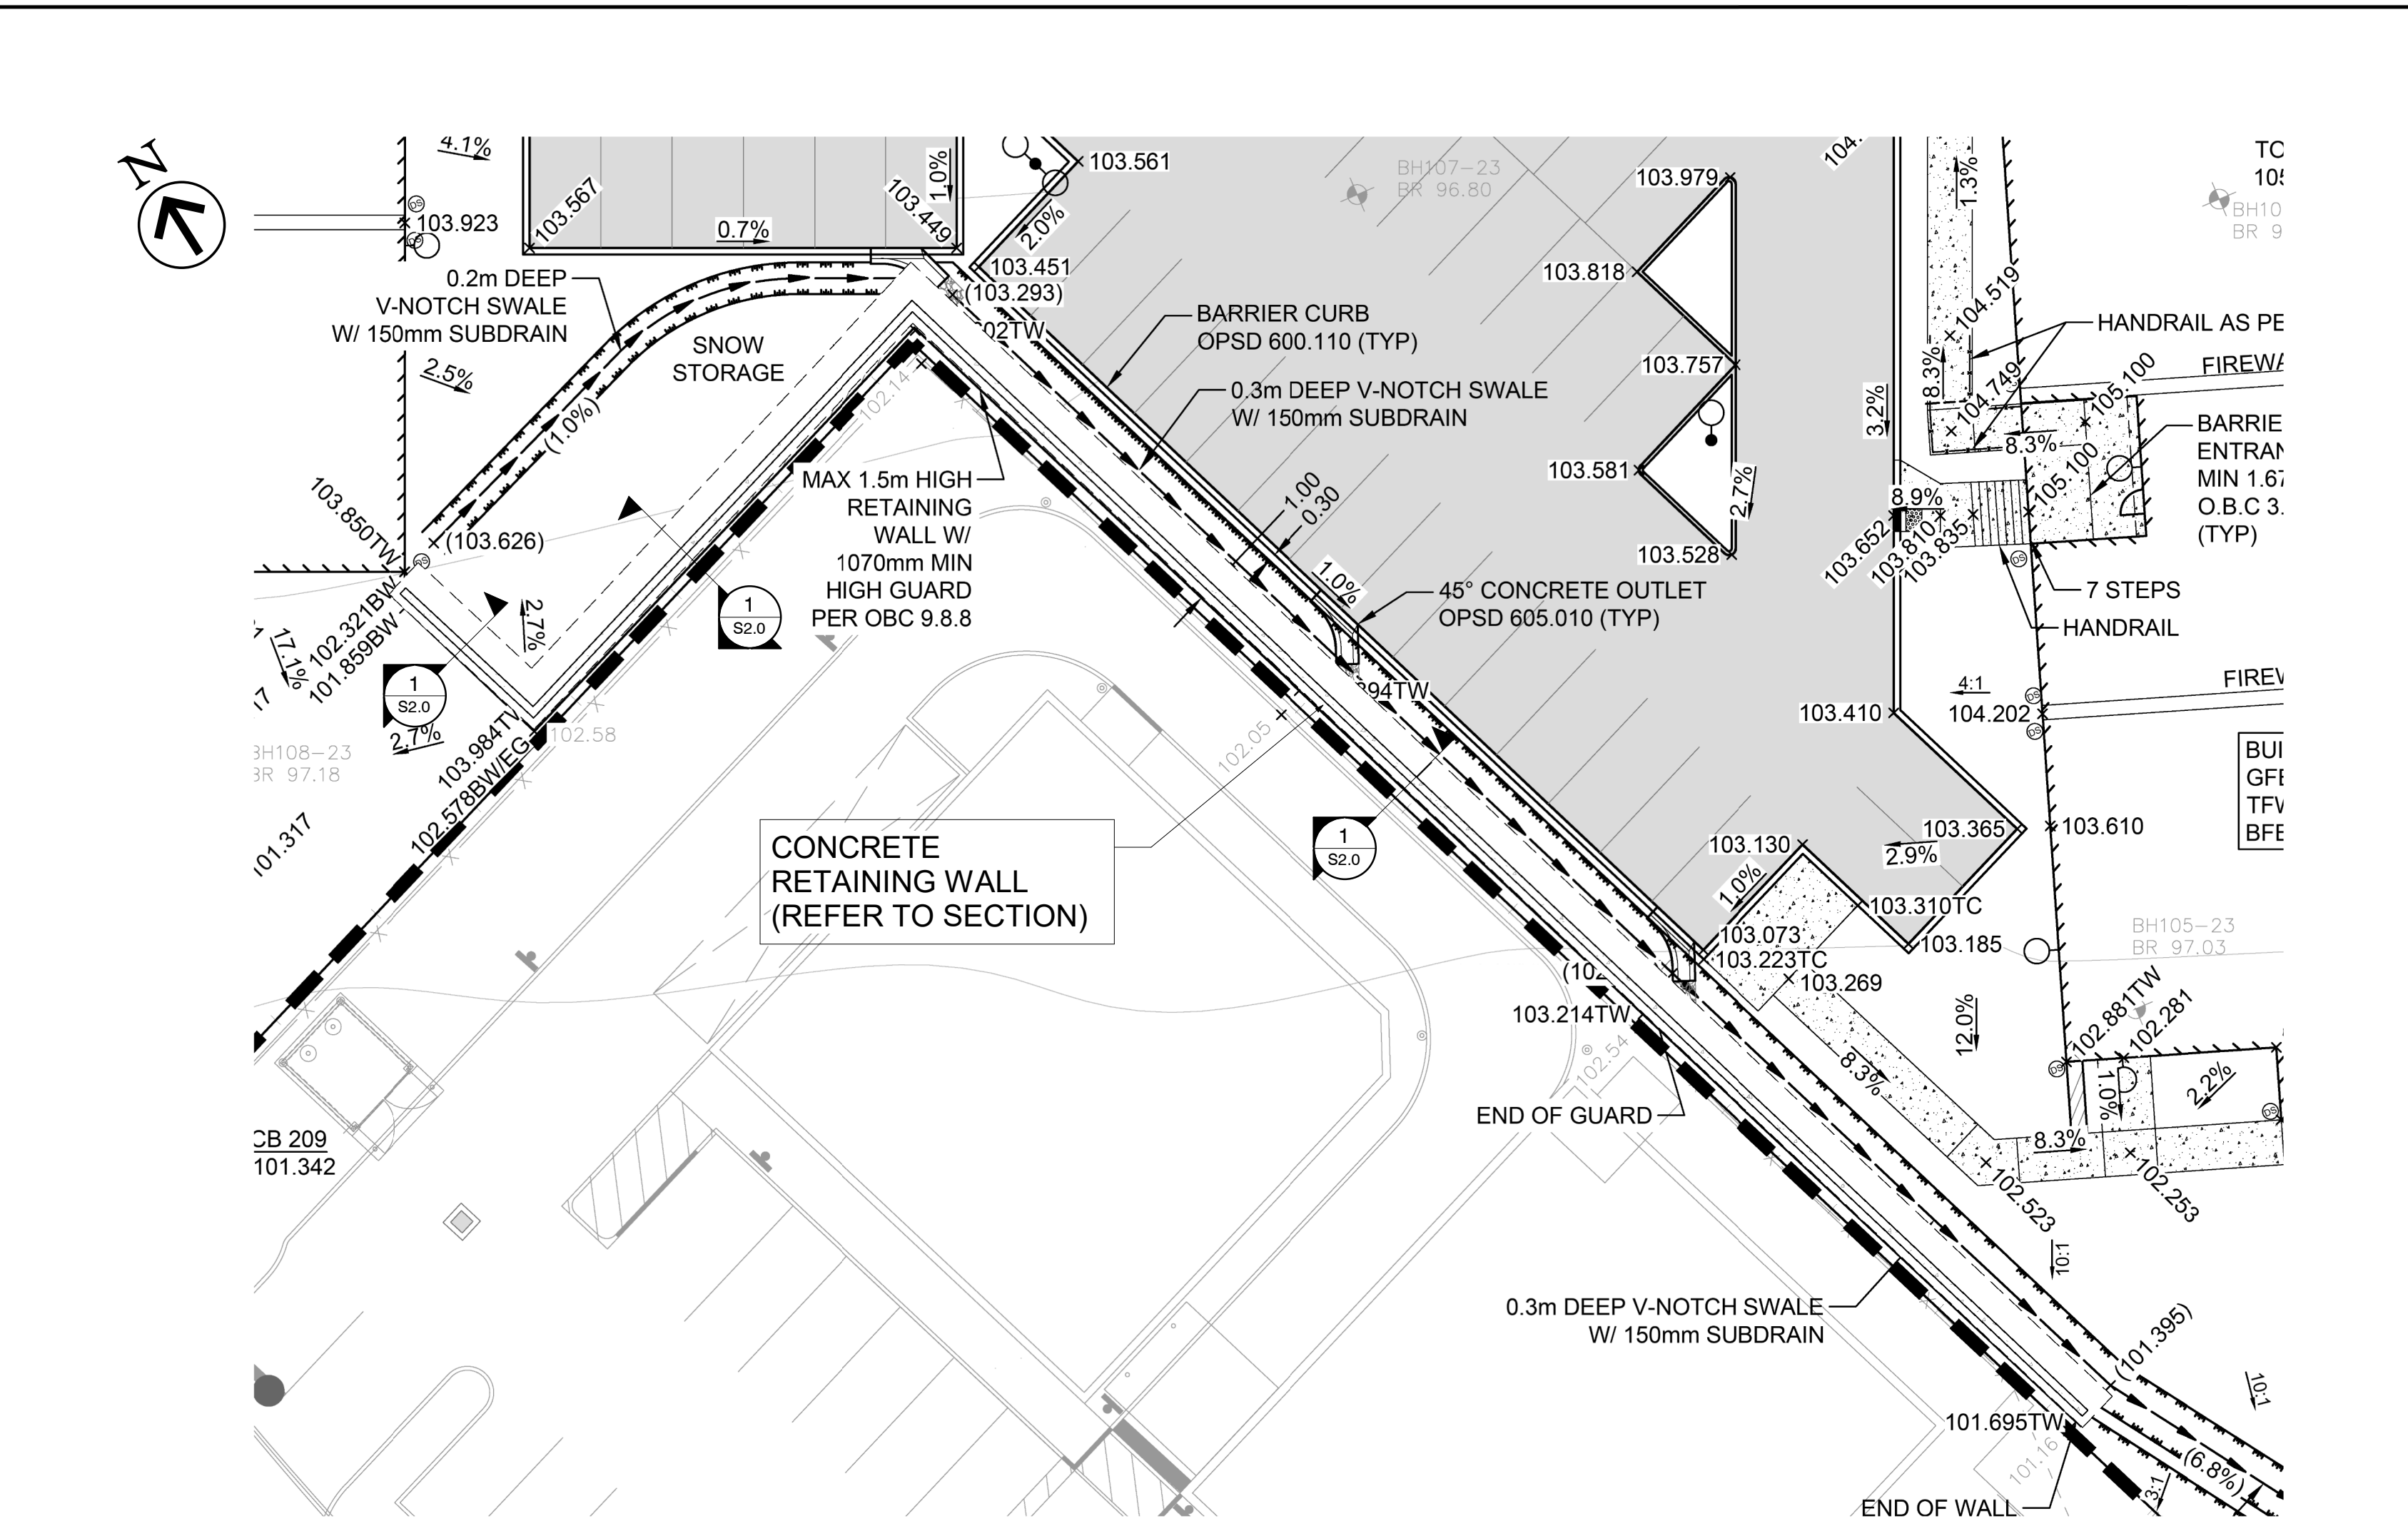 N
4.1%
103.567
103.449
1.0%
0.7%
103.923
DS
DS
103.561
2.0%
103.451
(103.293)
BH107-23
BR 96.80
103.979
103.818
103.757
103.581
2.7%
103.528
1.3%
104.519
HANDRAIL AS PE
8.3%
104.749
105.100
8.3%
105.100
FIREWA
BH10
BR 9
0.2m DEEP
V-NOTCH SWALE
W/ 150mm SUBDRAIN
SNOW
STORAGE
2.5%
(1.0%)
102.14
BARRIER CURB
OPSD 600.110 (TYP)
0.3m DEEP V-NOTCH SWALE
W/ 150mm SUBDRAIN
MAX 1.5m HIGH
RETAINING
WALL W/
1070mm MIN
HIGH GUARD
PER OBC 9.8.8
1.00
0.30
1.0%
45° CONCRETE OUTLET
OPSD 605.010 (TYP)
3.2%
8.9%
103.652
103.810
103.835
BARRIE
ENTRAN
MIN 1.67
O.B.C 3.
(TYP)
DS
7 STEPS
HANDRAIL
103.850TW
(103.626)
DS
102.321BW
101.859BW
17.1%
2.7%
1
S2.0
1
S2.0
2.7%
103.984TW
102.578BW/EG
102.58
BH108-23
BR 97.18
101.317
102.05
1
S2.0
CONCRETE
RETAINING WALL
(REFER TO SECTION)
103.410
4:1
104.202
DS
DS
FIREW
BUI
GFE
TFW
BFE
103.130
103.365
2.9%
103.610
1.0%
103.310TC
103.073
103.223TC
103.185
103.269
BH105-23
BR 97.03
103.214TW
102.54
END OF GUARD
8.3%
12.0%
102.881TW
102.281
DS
1.0%
2.2%
DS
8.3%
102.523
102.253
CB 209
101.342
10:1
0.3m DEEP V-NOTCH SWALE
W/ 150mm SUBDRAIN
(101.395)
10:1
101.695TW
101.16
(6.8%)
3:1
END OF WALL